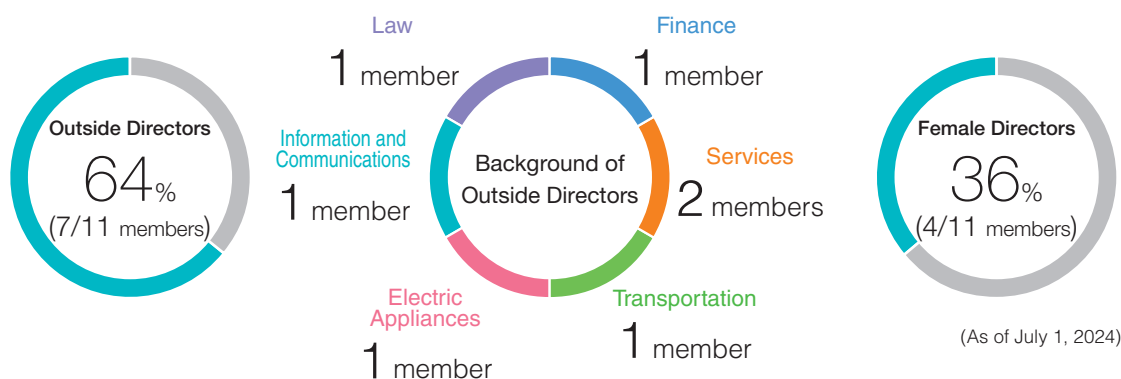 Outside Directors
64%
(7/11 members)
Law
1 member
Finance
1 member
Information and
Communications
1 member
Background of
Outside Directors
Services
2 members
Electric
Appliances
1 member
Transportation
1 member
Female Directors
36%
(4/11 members)
(As of July 1, 2024)